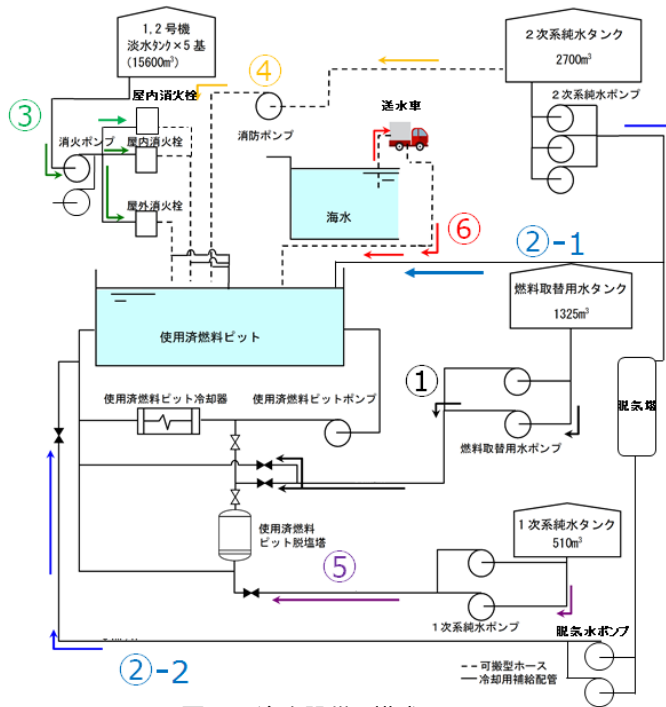 1,2号機
淡水タンク×5基
(15600m³)
屋内消火栓
③
消火ポンプ
屋内消火栓
屋外消火栓
④
消防ポンプ
送水車
海水
⑥
2次系純水タンク
2700m³
2次系純水ポンプ
②-1
燃料取替用水タンク
1325m³
使用済燃料ピット
使用済燃料ピット冷却器
使用済燃料ピットポンプ
①
燃料取替用水ポンプ
脱気塔
使用済燃料
ピット脱塩塔
⑤
1次系純水タンク
510m³
1次系純水ポンプ
脱気水ポンプ
②-2
可搬型ホース
冷却用補給配管